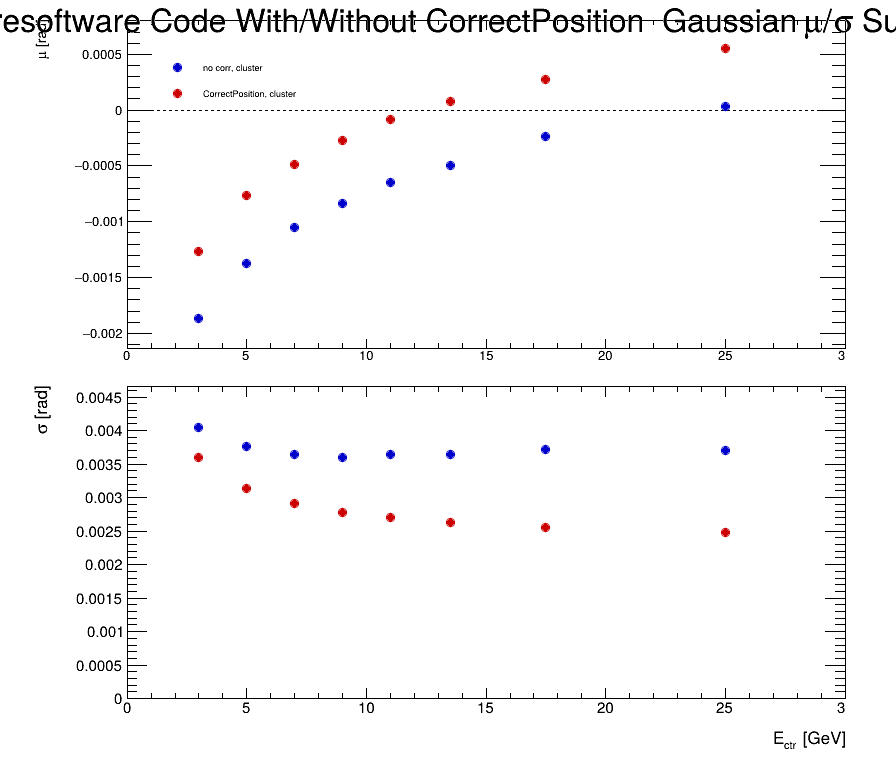 resoftware Code With/Without CorrectPosition Gaussian μ/σ Su
μ [rad]
0.0005
0
−0.0005
−0.001
−0.0015
−0.002
no corr, cluster
CorrectPosition, cluster
0 5 10 15 20 25 3
σ [rad]
0.0045
0.004
0.0035
0.003
0.0025
0.002
0.0015
0.001
0.0005
0
0 5 10 15 20 25 3
Ectr [GeV]